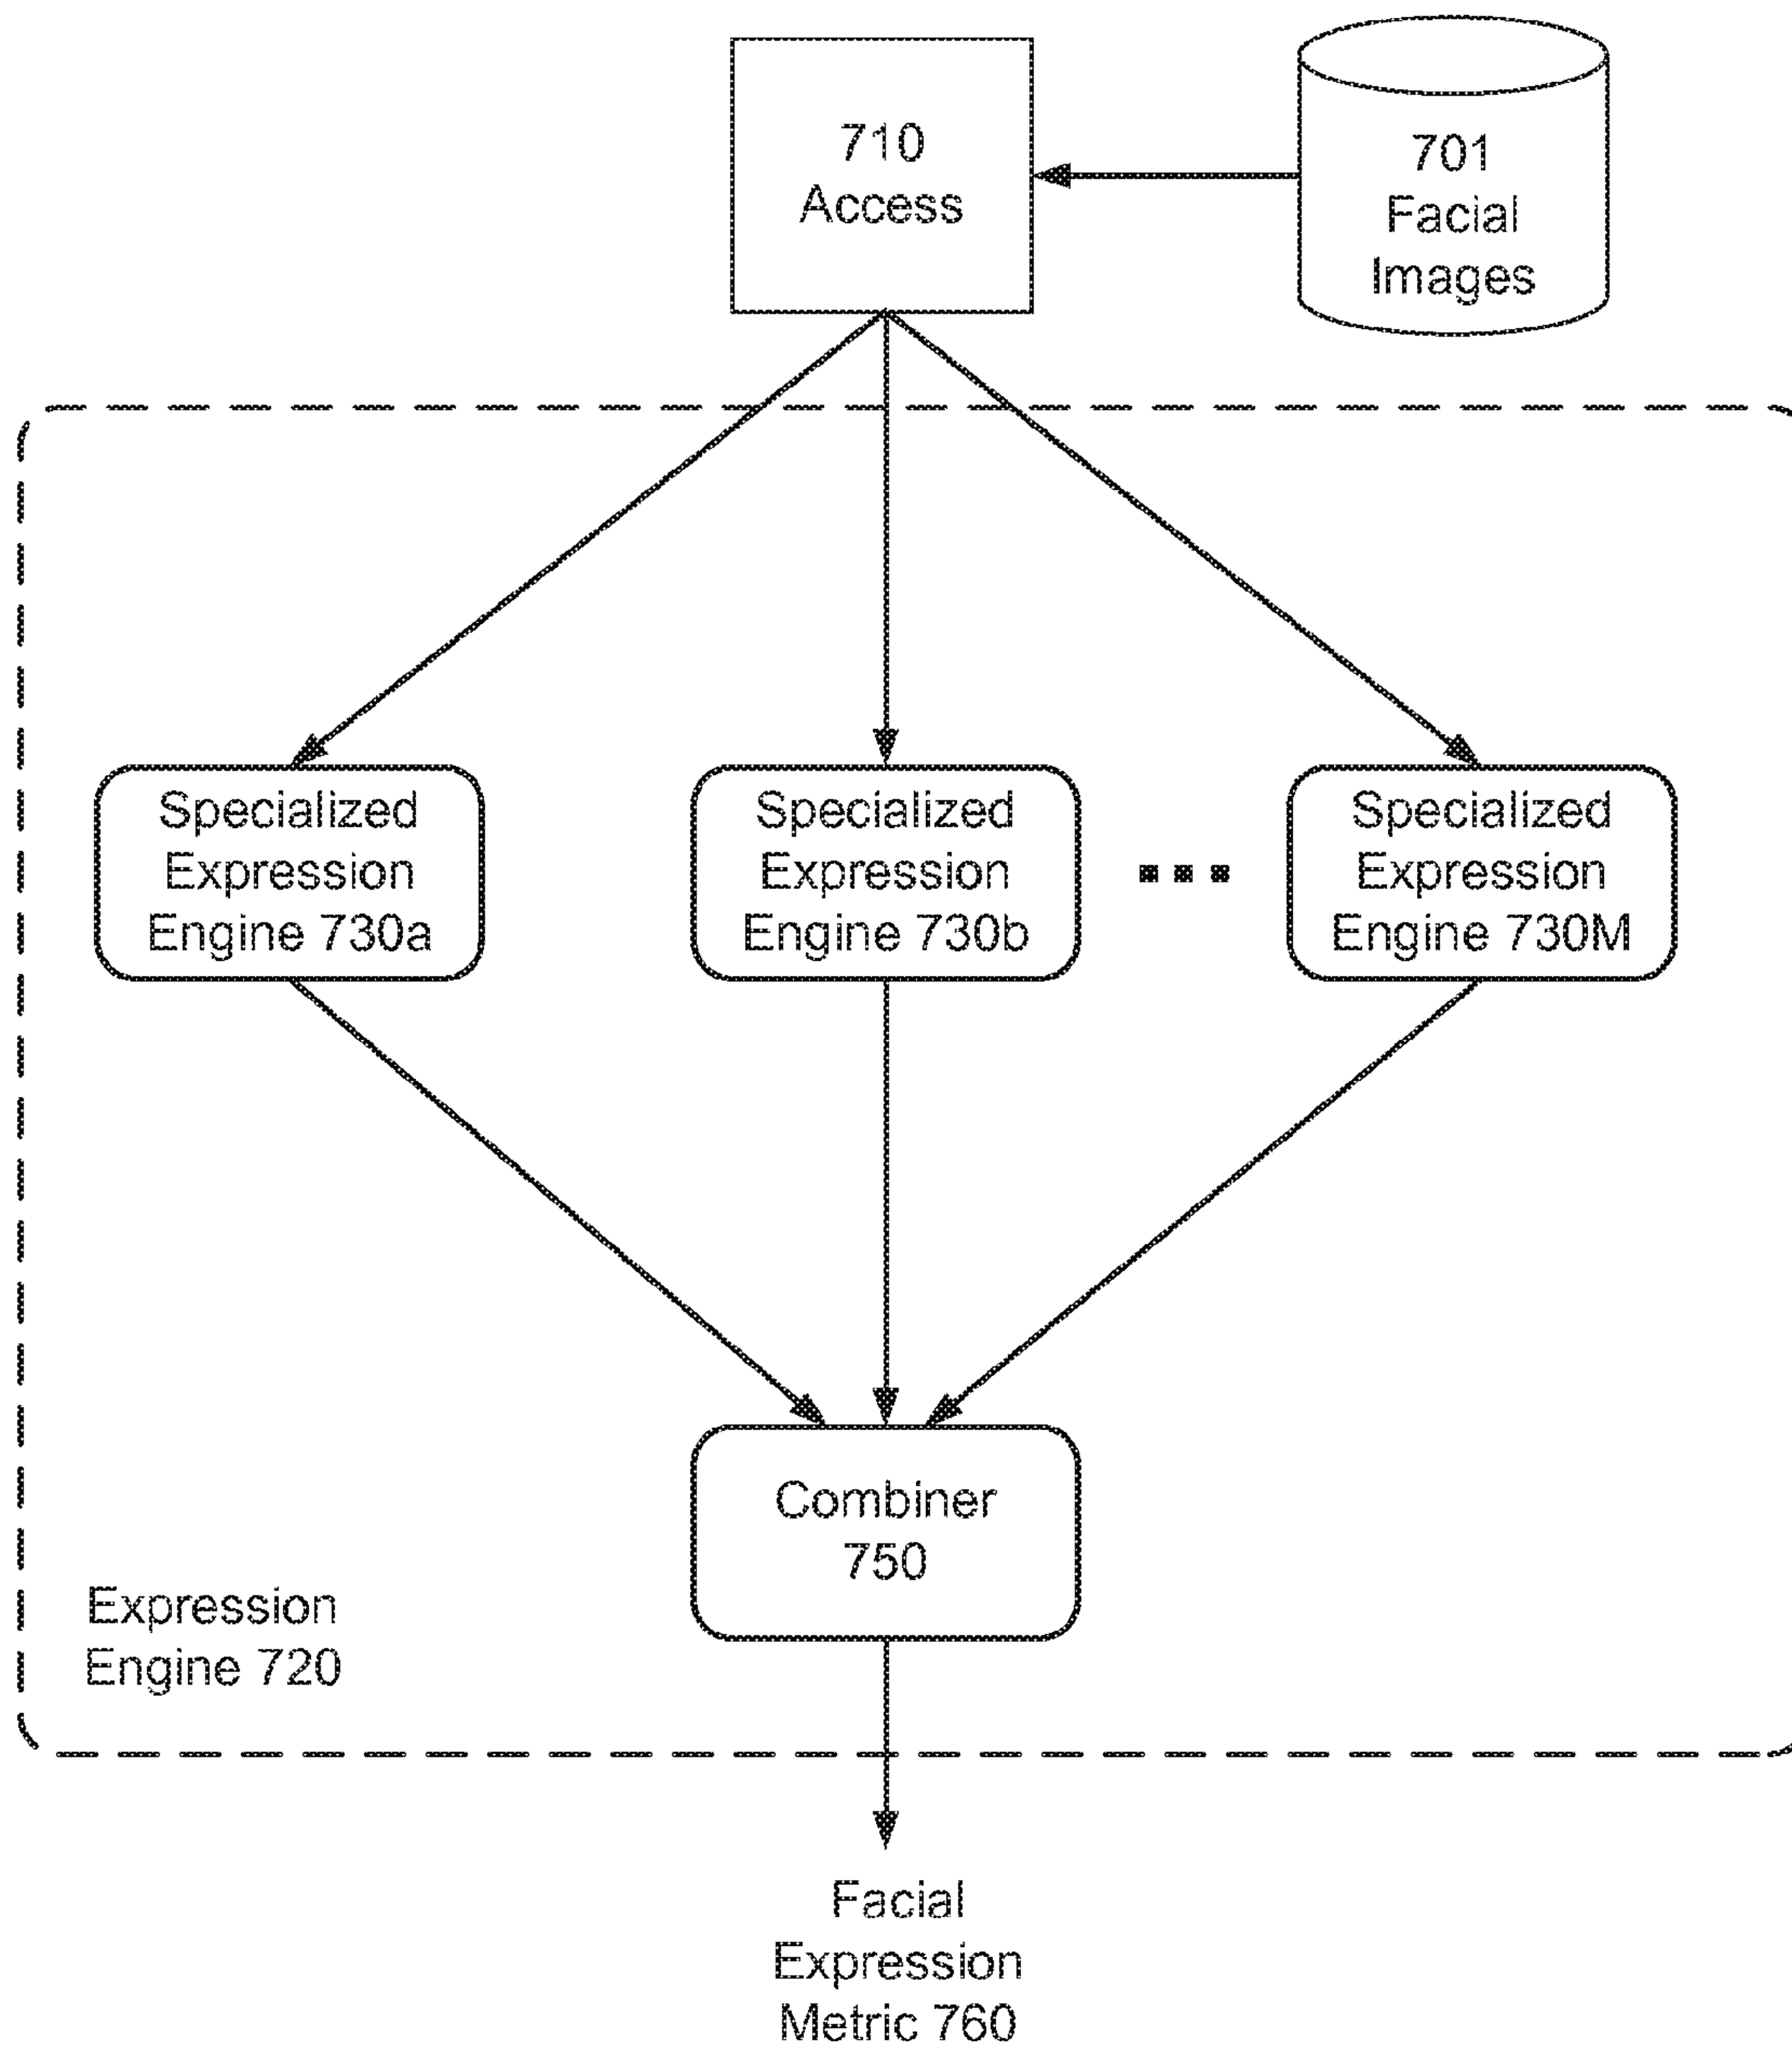 710
Access
701
Facial
Images
Specialized
Expression
Engine 730a
Specialized
Expression
Engine 730b
Specialized
Expression
Engine 730M
Combiner
750
Expression
Engine 720
Facial
Expression
Metric 760